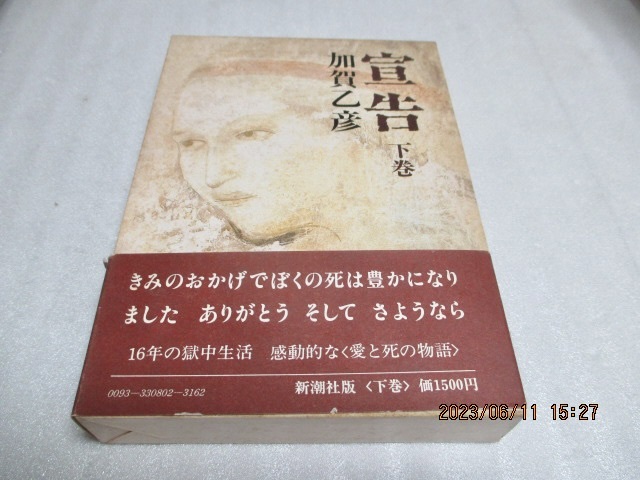 宣告
下巻
加賀乙彦
きみのおかげでぼくの死は豊かになり
ました　ありがとう そして さようなら
16年の獄中生活　感動的な〈愛と死の物語〉
0093―330802―3162
新潮社版〈下巻〉価1500円
2023/06/11 15:27